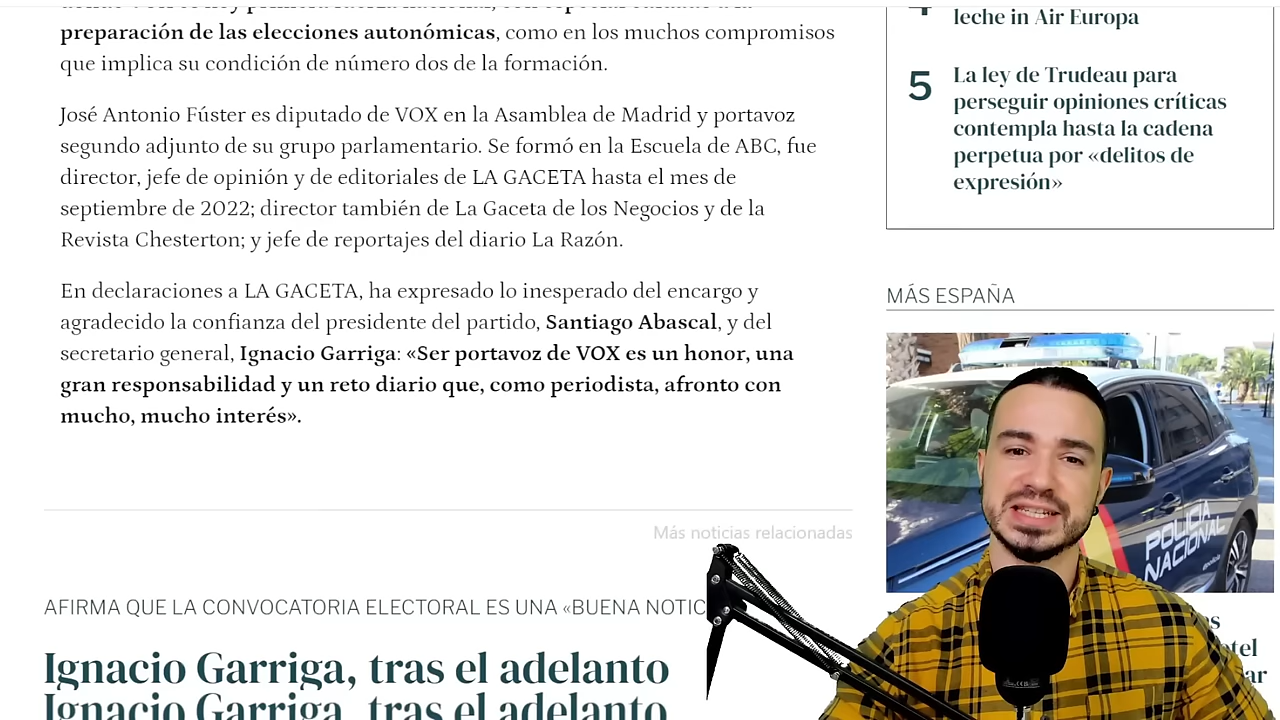 preparación de las elecciones autonómicas, como en los muchos compromisos
que implica su condición de número dos de la formación.
José Antonio Fúster es diputado de VOX en la Asamblea de Madrid y portavoz
segundo adjunto de su grupo parlamentario. Se formó en la Escuela de ABC, fue
director, jefe de opinión y de editoriales de LA GACETA hasta el mes de
septiembre de 2022; director también de La Gaceta de los Negocios y de la
Revista Chesterton; y jefe de reportajes del diario La Razón.
En declaraciones a LA GACETA, ha expresado lo inesperado del encargo y
agradecido la confianza del presidente del partido, Santiago Abascal, y del
secretario general, Ignacio Garriga: «Ser portavoz de VOX es un honor, una
gran responsabilidad y un reto diario que, como periodista, afronto con
mucho, mucho interés».
Más noticias relacionadas
AFIRMA QUE LA CONVOCATORIA ELECTORAL ES UNA «BUENA NOTIC
Ignacio Garriga, tras el adelanto
Ignacio Garriga, tras el adelanto
leche in Air Europa
5
La ley de Trudeau para
perseguir opiniones críticas
contempla hasta la cadena
perpetua por «delitos de
expresión»
MÁS ESPAÑA
POLICÍA
NACIONAL